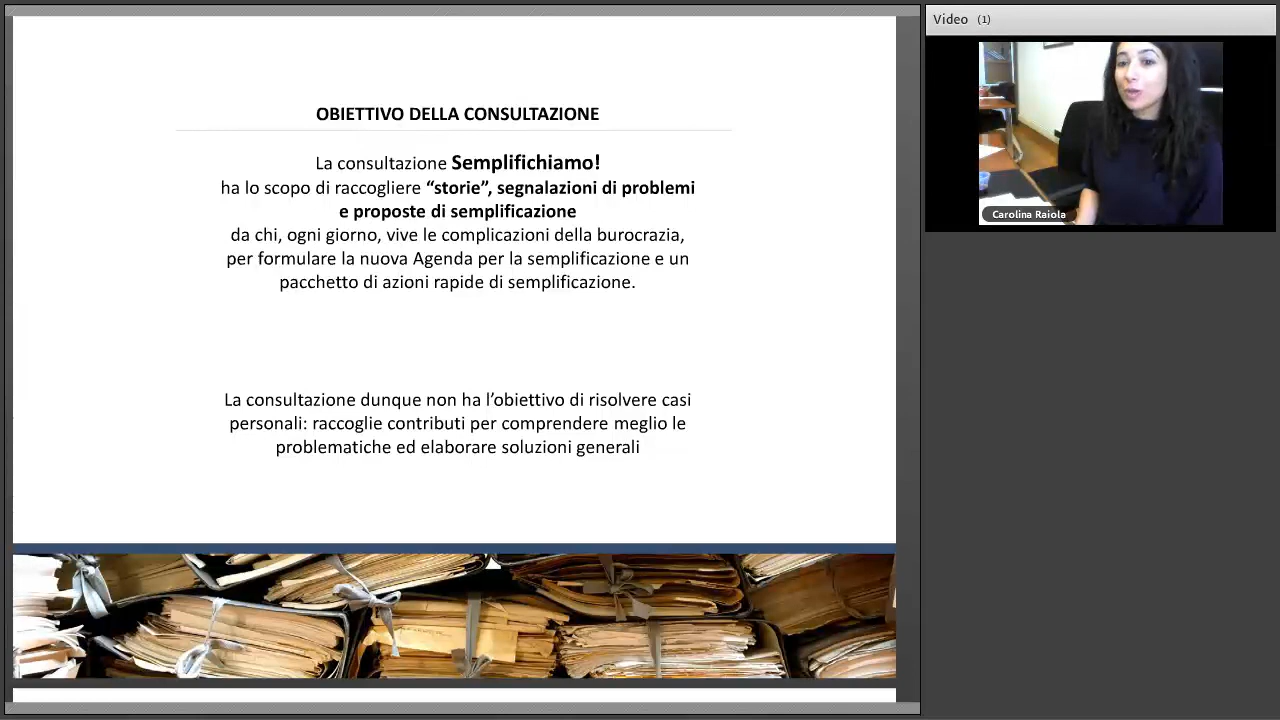 OBIETTIVO DELLA CONSULTAZIONE
La consultazione Semplifichiamo!
ha lo scopo di raccogliere “storie”, segnalazioni di problemi
e proposte di semplificazione
da chi, ogni giorno, vive le complicazioni della burocrazia,
per formulare la nuova Agenda per la semplificazione e un
pacchetto di azioni rapide di semplificazione.
La consultazione dunque non ha l’obiettivo di risolvere casi
personali: raccoglie contributi per comprendere meglio le
problematiche ed elaborare soluzioni generali
Video (1)
Carolina Raiola